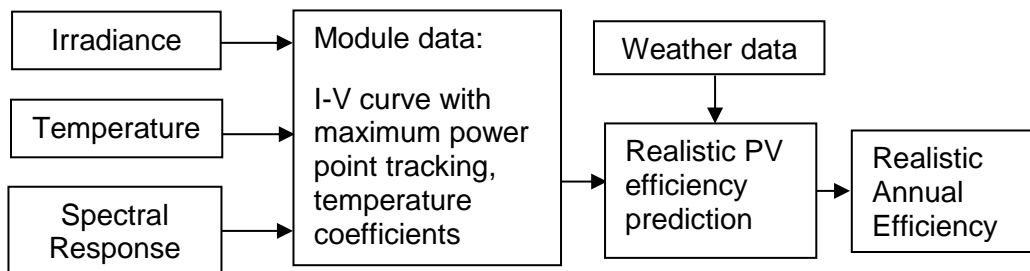 Irradiance
Temperature
Spectral
Response
Module data:
I-V curve with
maximum power
point tracking,
temperature
coefficients
Weather data
Realistic PV
efficiency
prediction
Realistic
Annual
Efficiency